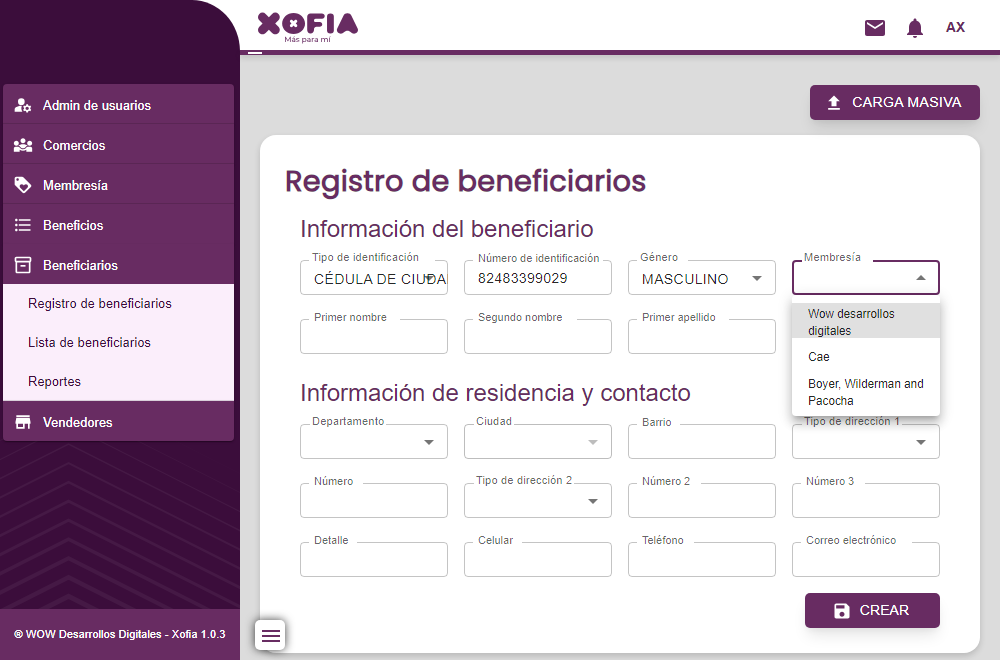 XOFIA
Más para mí
AX
Admin de usuarios
Comercios
Membresía
Beneficios
Beneficiarios
Registro de beneficiarios
Lista de beneficiarios
Reportes
Vendedores
® WOW Desarrollos Digitales - Xofia 1.0.3
CARGA MASIVA
Registro de beneficiarios
Información del beneficiario
Tipo de identificación
CÉDULA DE CIUDA
Número de identificación
82483399029
Género
MASCULINO
Membresía
Wow desarrollos
digitales
Cae
Boyer, Wilderman and
Pacocha
Primer nombre
Segundo nombre
Primer apellido
Información de residencia y contacto
Departamento
Ciudad
Barrio
Tipo de dirección 1
Número
Tipo de dirección 2
Número 2
Número 3
Detalle
Celular
Teléfono
Correo electrónico
CREAR